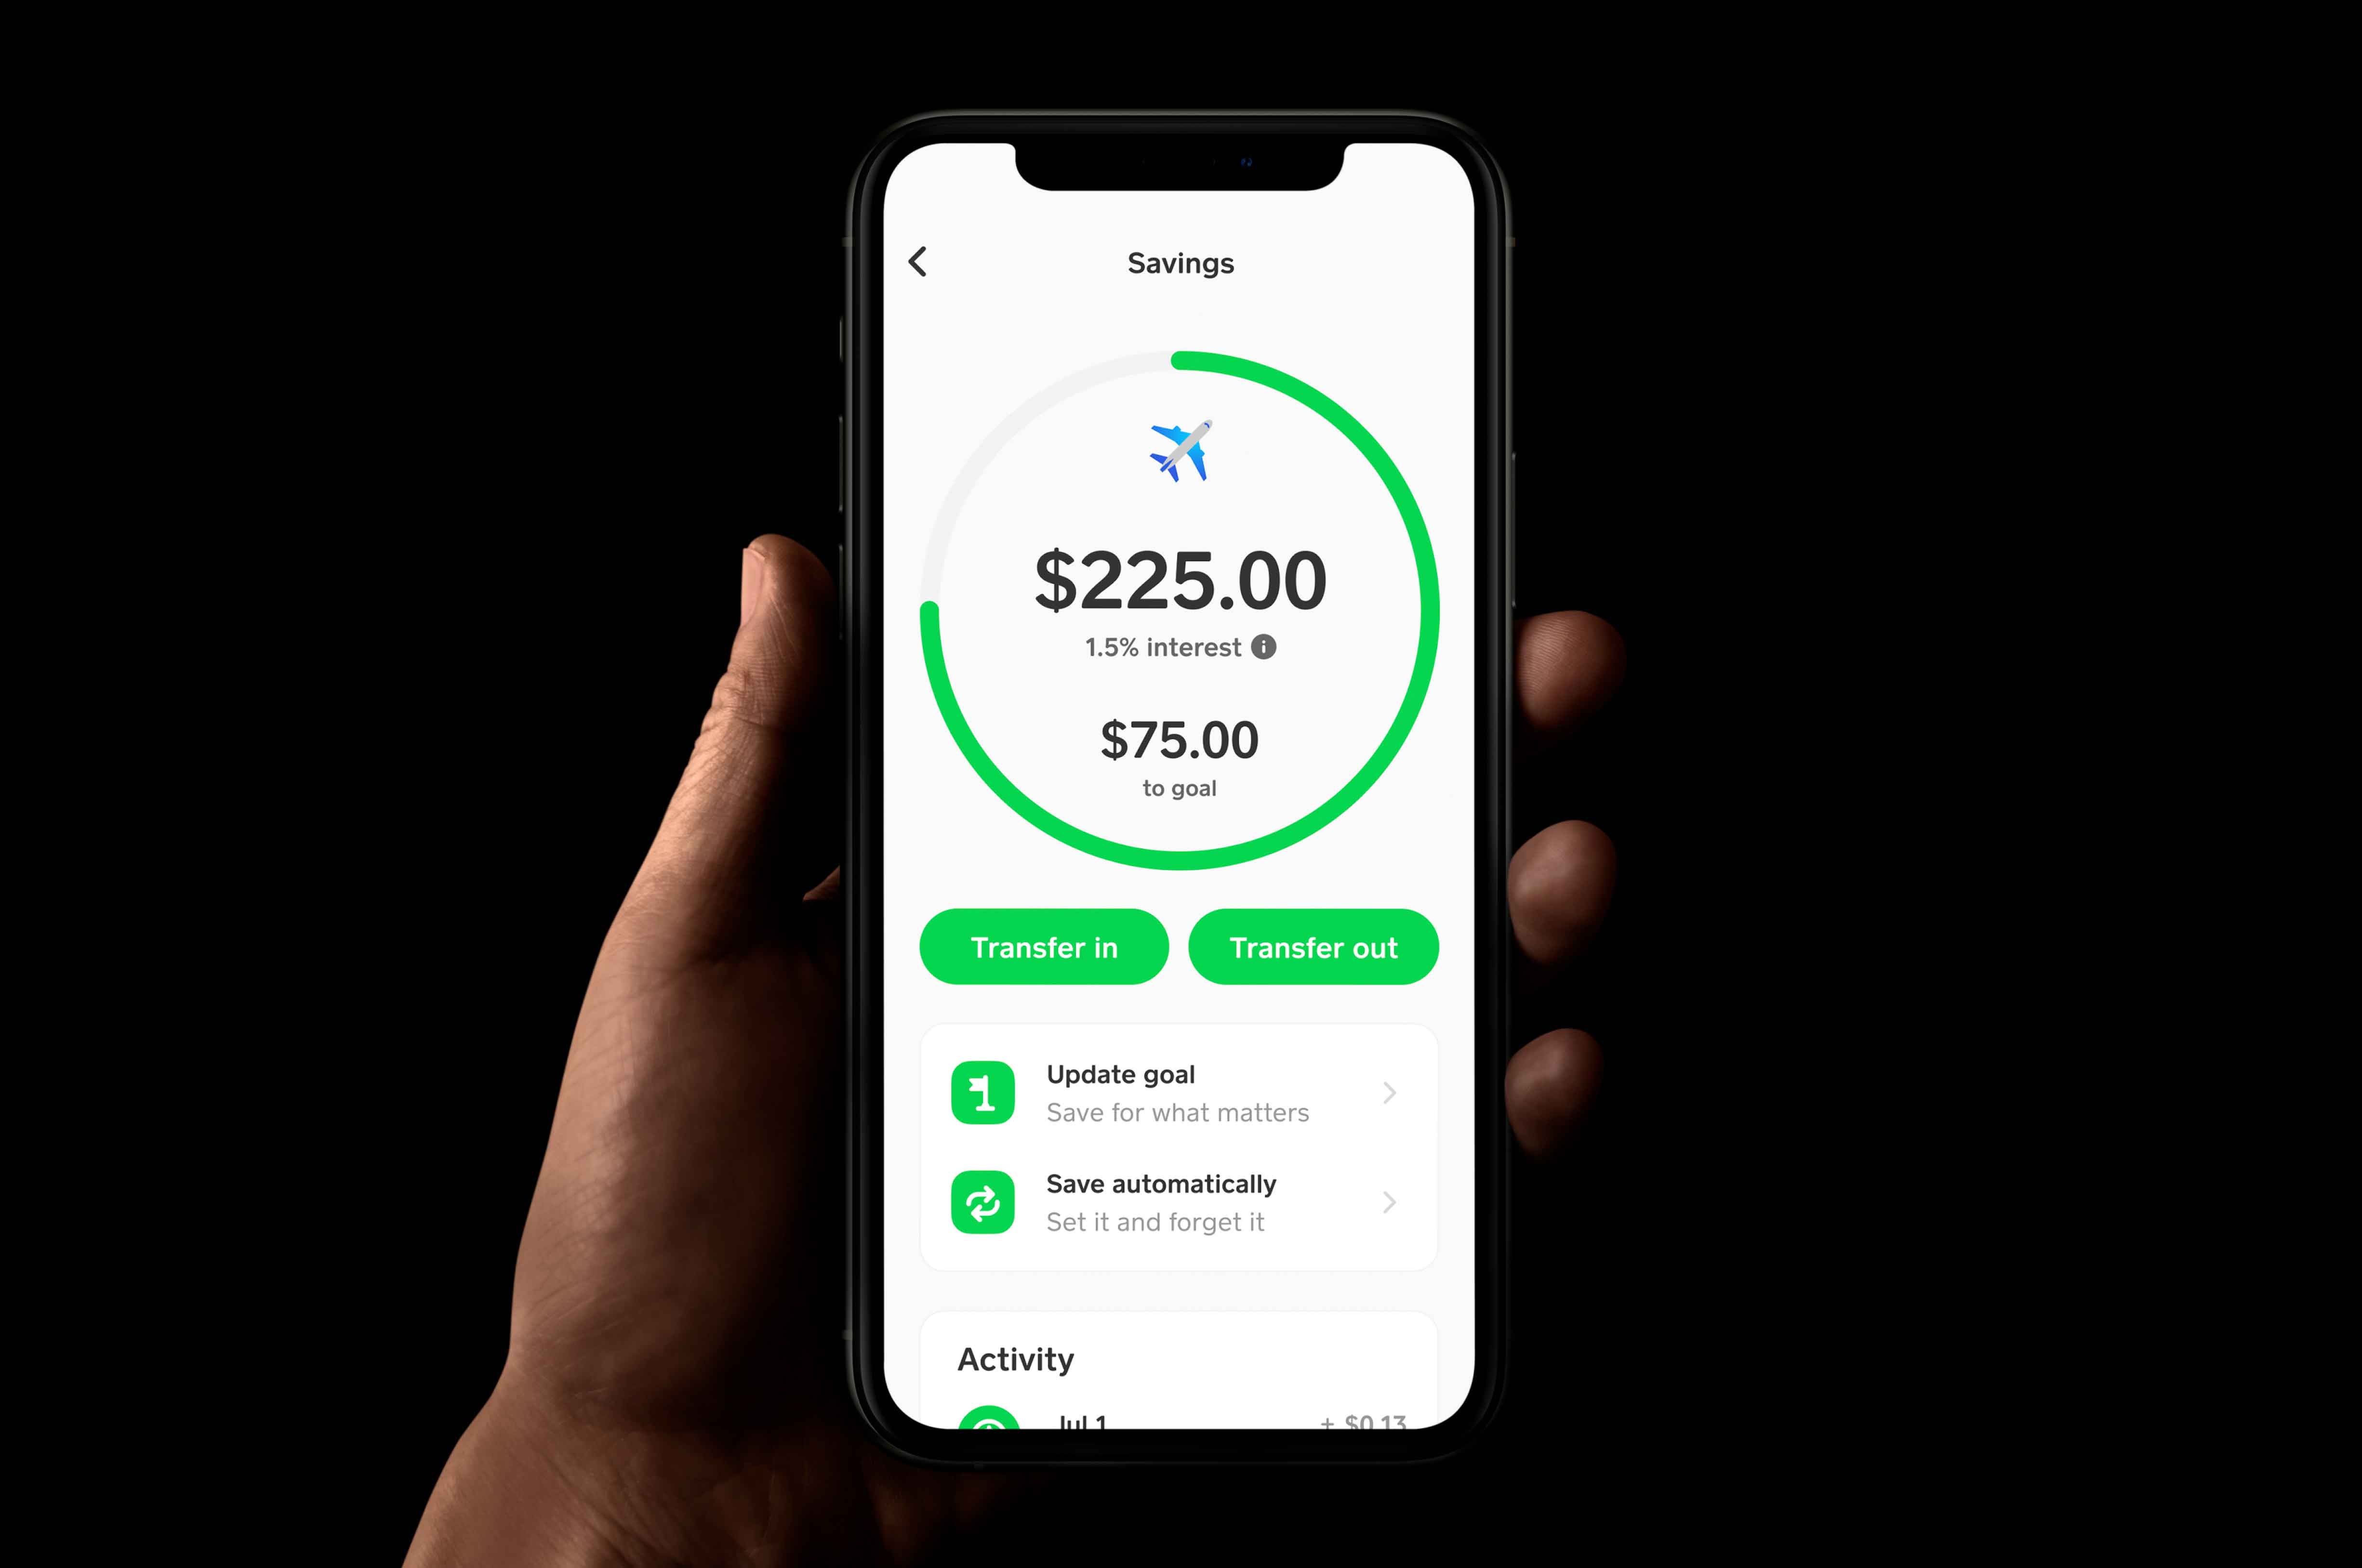 Savings
$225.00
1.5% interest
$75.00
to goal
Transfer in
Transfer out
Update goal
Save for what matters
Save automatically
Set it and forget it
Activity
Jul 1
+ $0.13